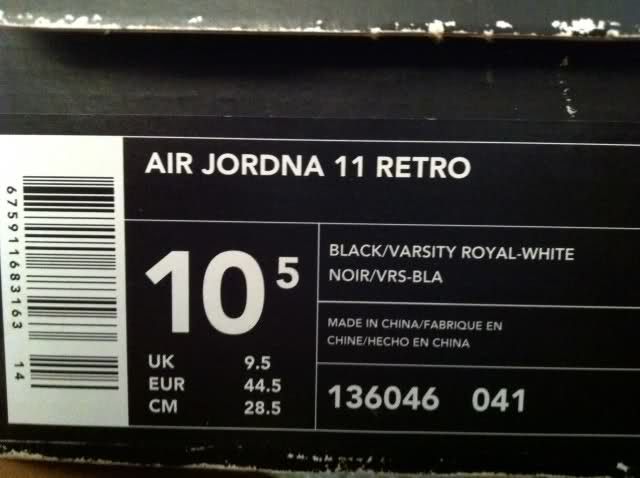 AIR JORDNA 11 RETRO
10 5
UK 9.5
EUR 44.5
CM 28.5
BLACK/VARSITY ROYAL-WHITE
NOIR/VRS-BLA
MADE IN CHINA/FABRIQUE EN
CHINE/HECHO EN CHINA
136046 041
675911683163 14